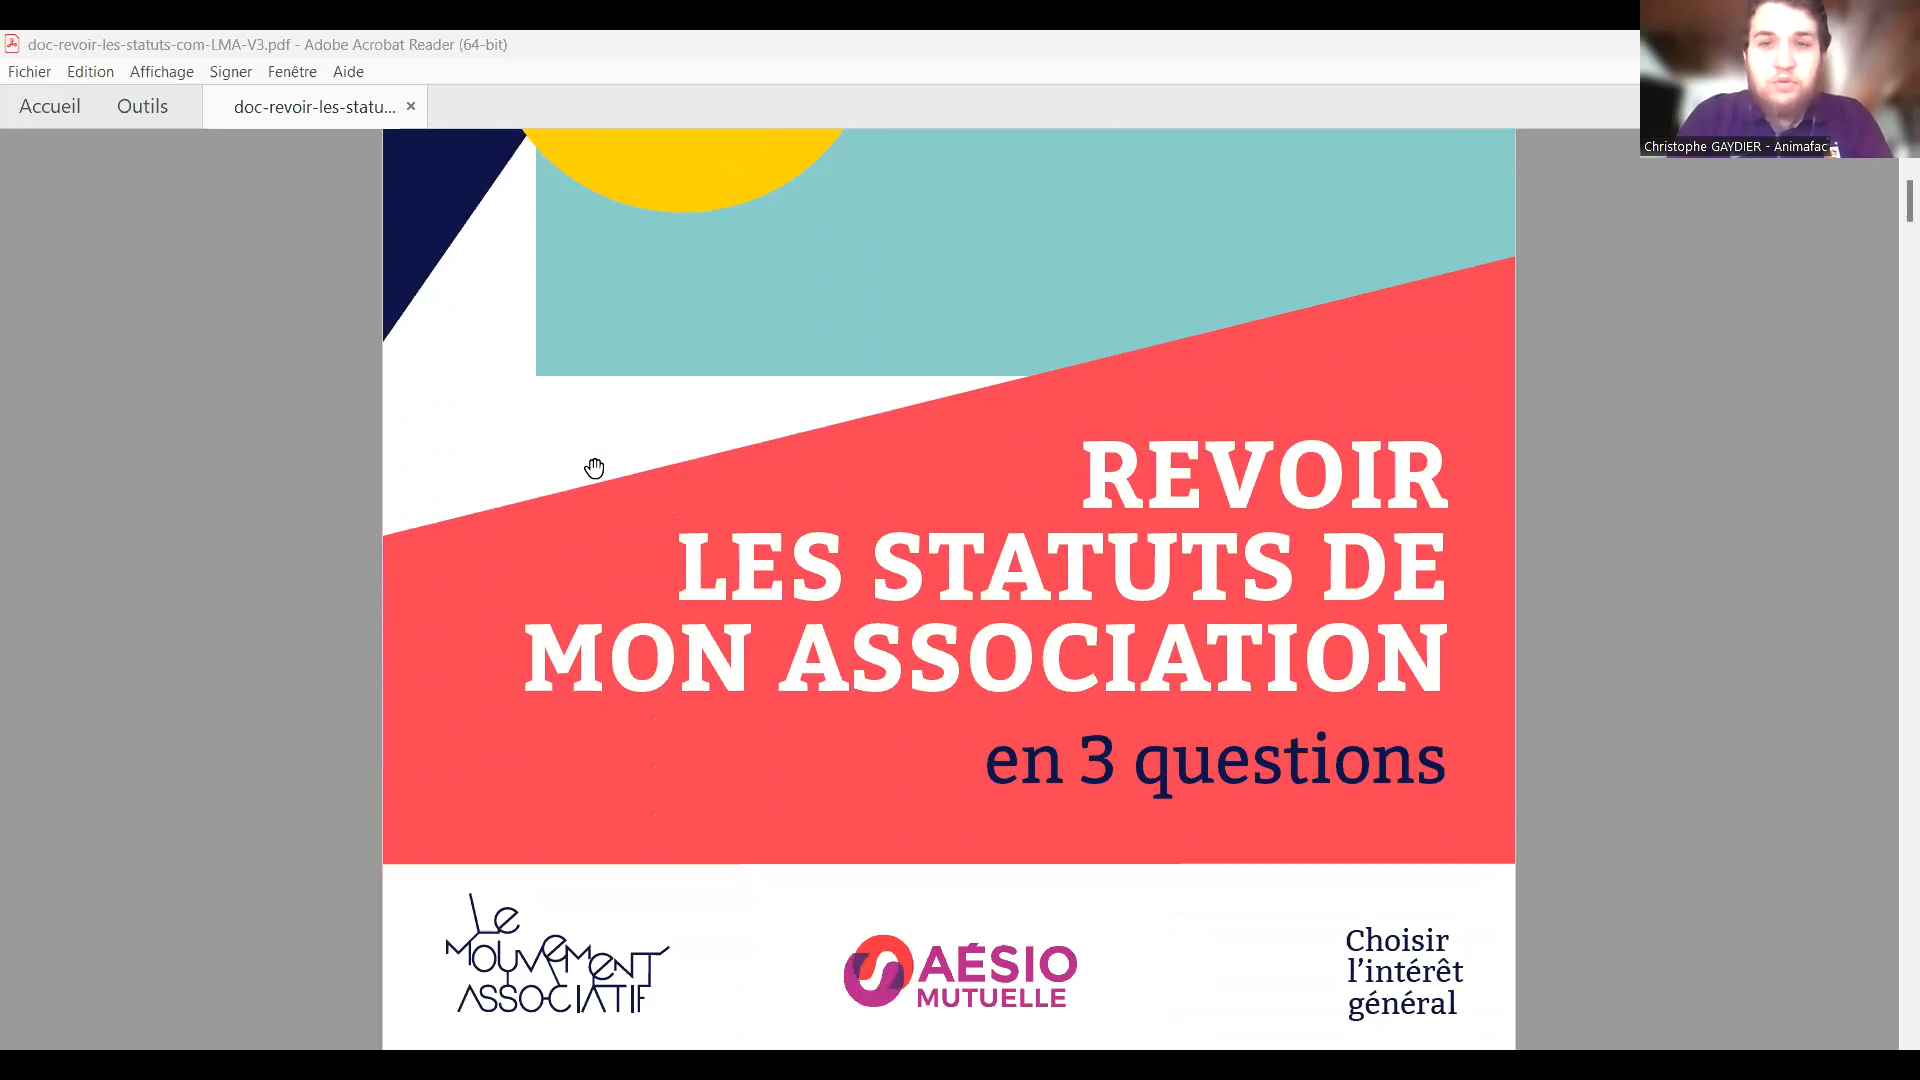 doc-revoir-les-statuts-com-LMA-V3.pdf - Adobe Acrobat Reader (64-bit)
Fichier Edition Affichage Signer Fenêtre Aide
Accueil Outils doc-revoir-les-statu... ×
Christophe GAYDIER - Animafac
REVOIR
LES STATUTS DE
MON ASSOCIATION
en 3 questions
Le
MOUVEMENT
ASSOCIATIF
AÉSIO
MUTUELLE
Choisir
l'intérêt
général